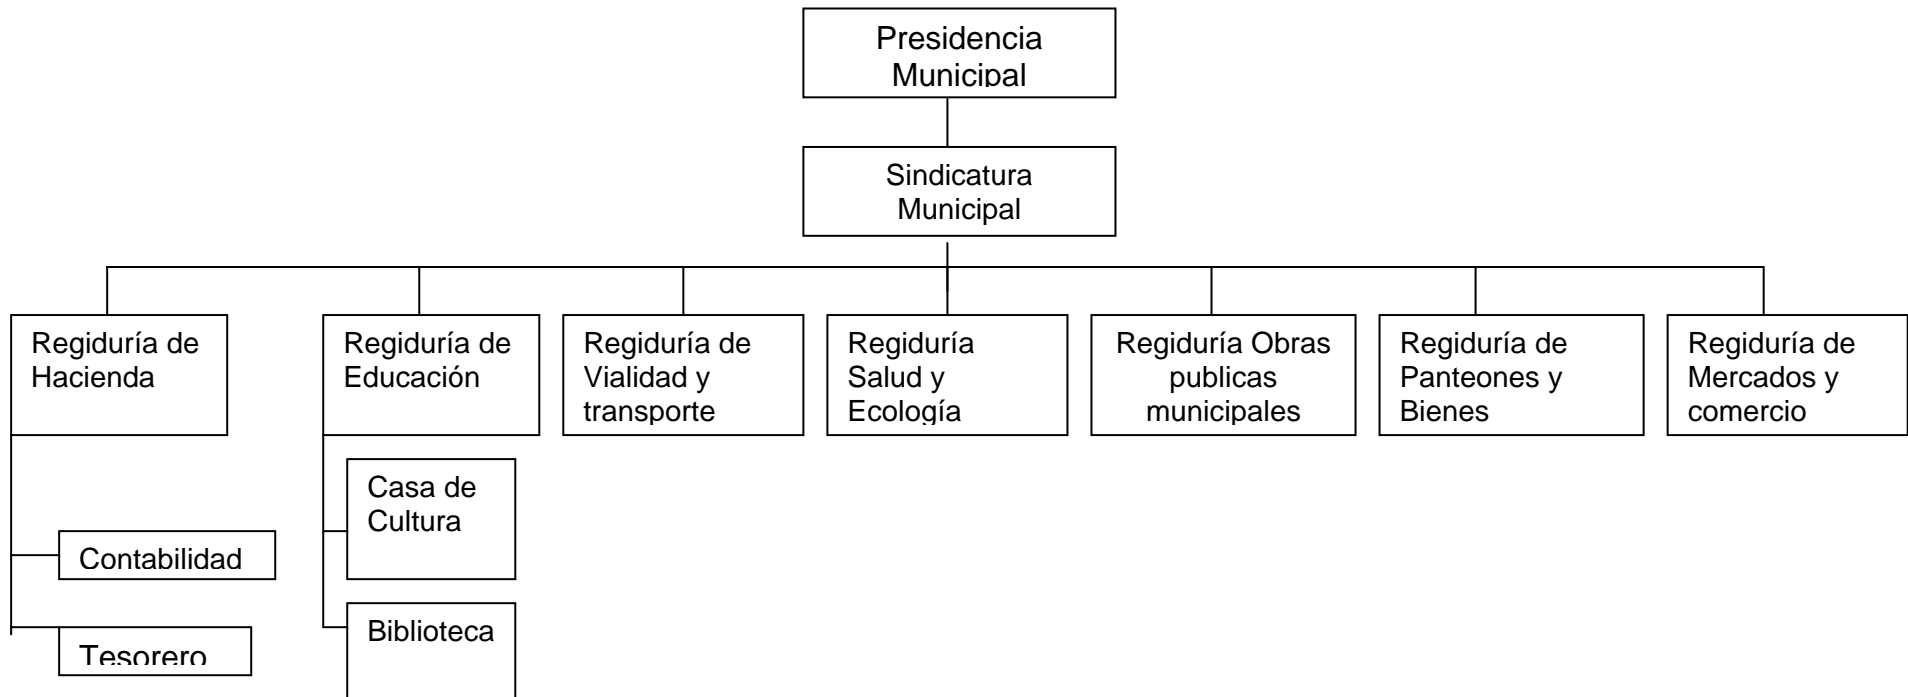 Presidencia
Municipal
Sindicatura
Municipal
Regiduría de
Hacienda
Regiduría de
Educación
Regiduría de
Vialidad y
transporte
Regiduría
Salud y
Ecología
Regiduría Obras
publicas
municipales
Regiduría de
Panteones y
Bienes
Regiduría de
Mercados y
comercio
Contabilidad
Tesorero
Casa de
Cultura
Biblioteca